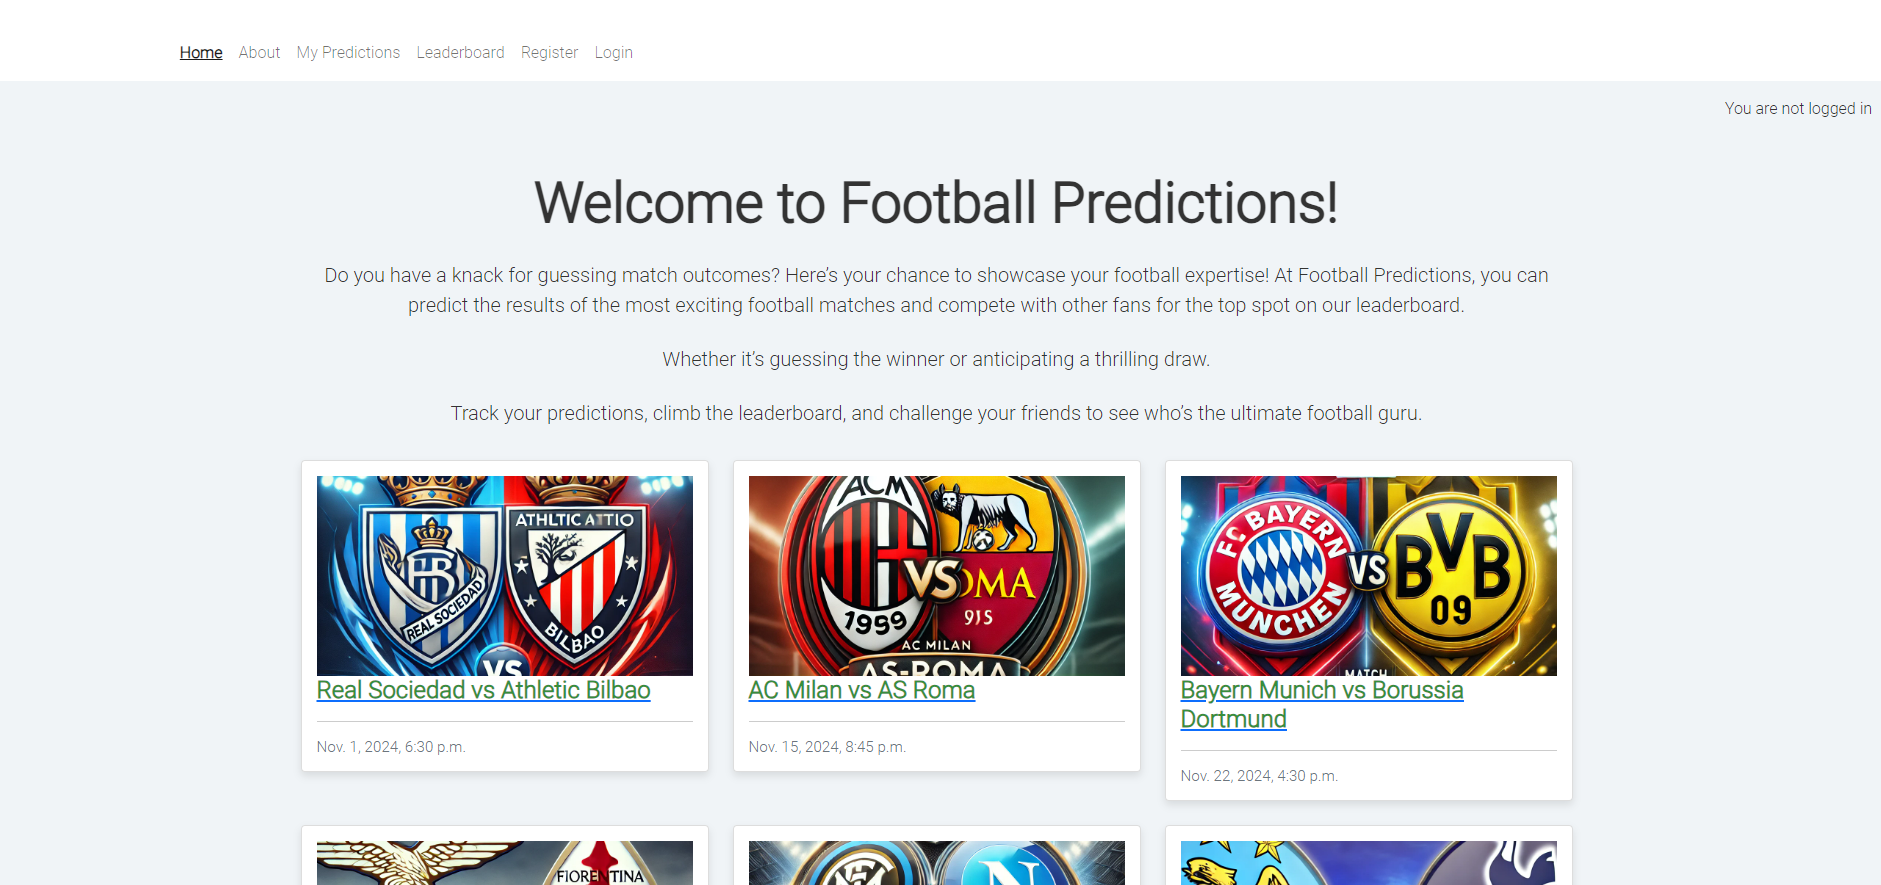 Home About My Predictions Leaderboard Register Login
You are not logged in
Welcome to Football Predictions!
Do you have a knack for guessing match outcomes? Here’s your chance to showcase your football expertise! At Football Predictions, you can
predict the results of the most exciting football matches and compete with other fans for the top spot on our leaderboard.
Whether it’s guessing the winner or anticipating a thrilling draw.
Track your predictions, climb the leaderboard, and challenge your friends to see who’s the ultimate football guru.
REAL SOCIEDAD
ATHLTIC
BILBAO
VS
Real Sociedad vs Athletic Bilbao
Nov. 1, 2024, 6:30 p.m.
ACM
VS
OMA
1999
915
AC MILAN
AS-ROMA
AC Milan vs AS Roma
Nov. 15, 2024, 8:45 p.m.
FC BAYERN
MUNCHEN
VS
BVB
09
MATCH
Bayern Munich vs Borussia
Dortmund
Nov. 22, 2024, 4:30 p.m.
FIORENTINA
N